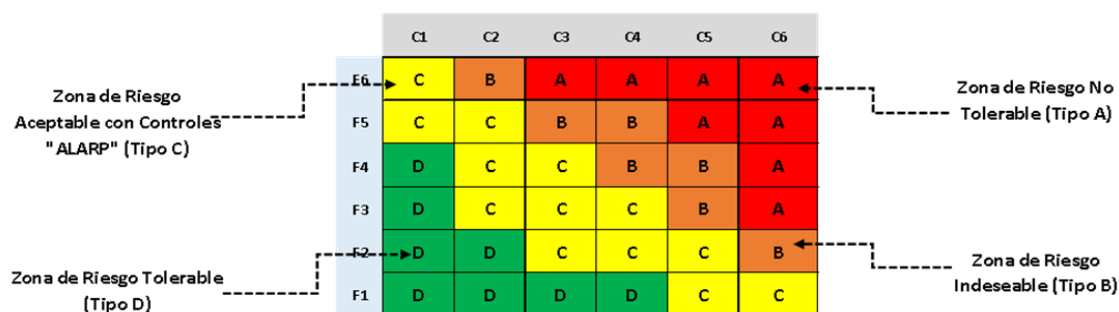 C1 C2 C3 C4 C5 C6
F6 C B A A A A
F5 C C B B A A
F4 D C C B B A
F3 D C C C B A
F2 D D C C C B
F1 D D D D C C
Zona de Riesgo
Aceptable con Controles
"ALARP" (Tipo C)
Zona de Riesgo Tolerable
(Tipo D)
Zona de Riesgo No
Tolerable (Tipo A)
Zona de Riesgo
Indeseable (Tipo B)